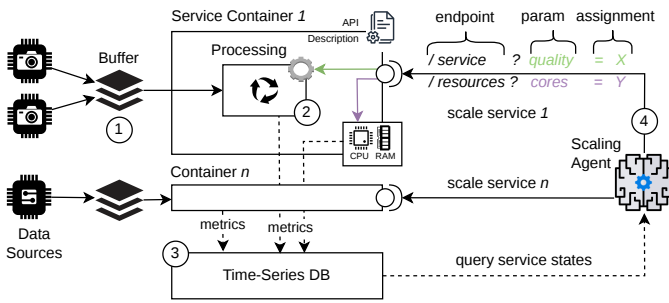 Service Container 1
API
Description
endpoint
param
assignment
Buffer
Processing
/ service ? quality = X
/ resources ? cores = Y
1
2
scale service 1
4
CPU RAM
Scaling
Agent
Container n
scale service n
Data
Sources
metrics
metrics
3
Time-Series DB
query service states